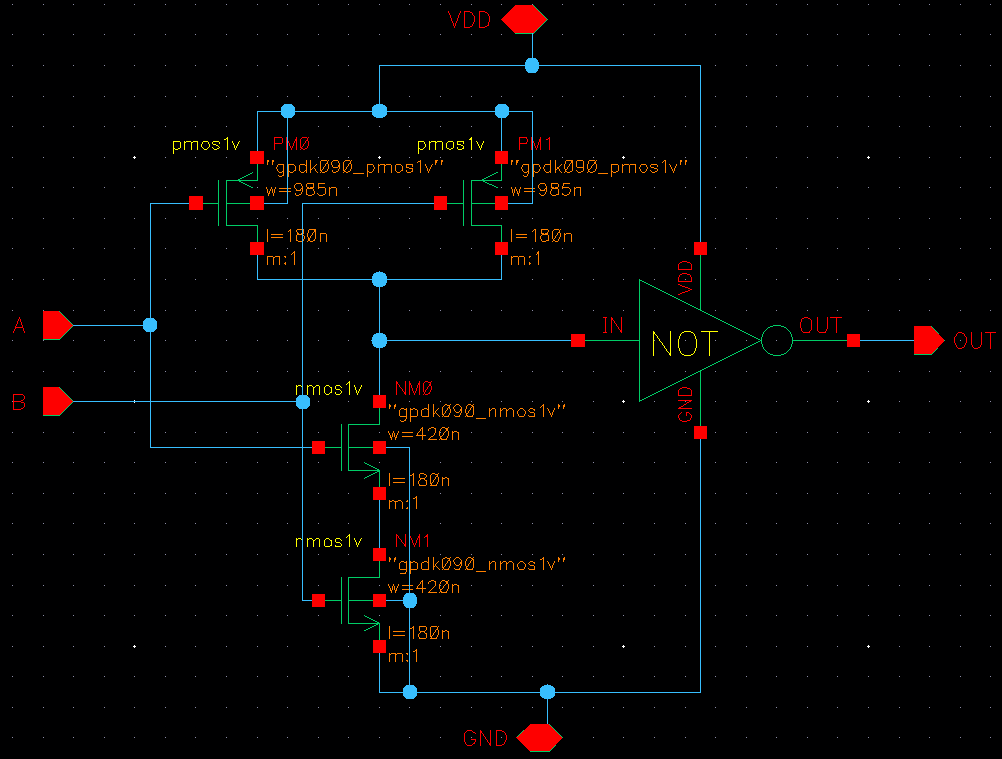 VDD
pmos1v PM0
"gpdk090_pmos1v"
w=985n
l=180n
m:1
pmos1v PM1
"gpdk090_pmos1v"
w=985n
l=180n
m:1
A
B
VDD
IN
NOT
OUT
OUT
GND
nmos1v NM0
"gpdk090_nmos1v"
w=420n
l=180n
m:1
nmos1v NM1
"gpdk090_nmos1v"
w=420n
l=180n
m:1
GND